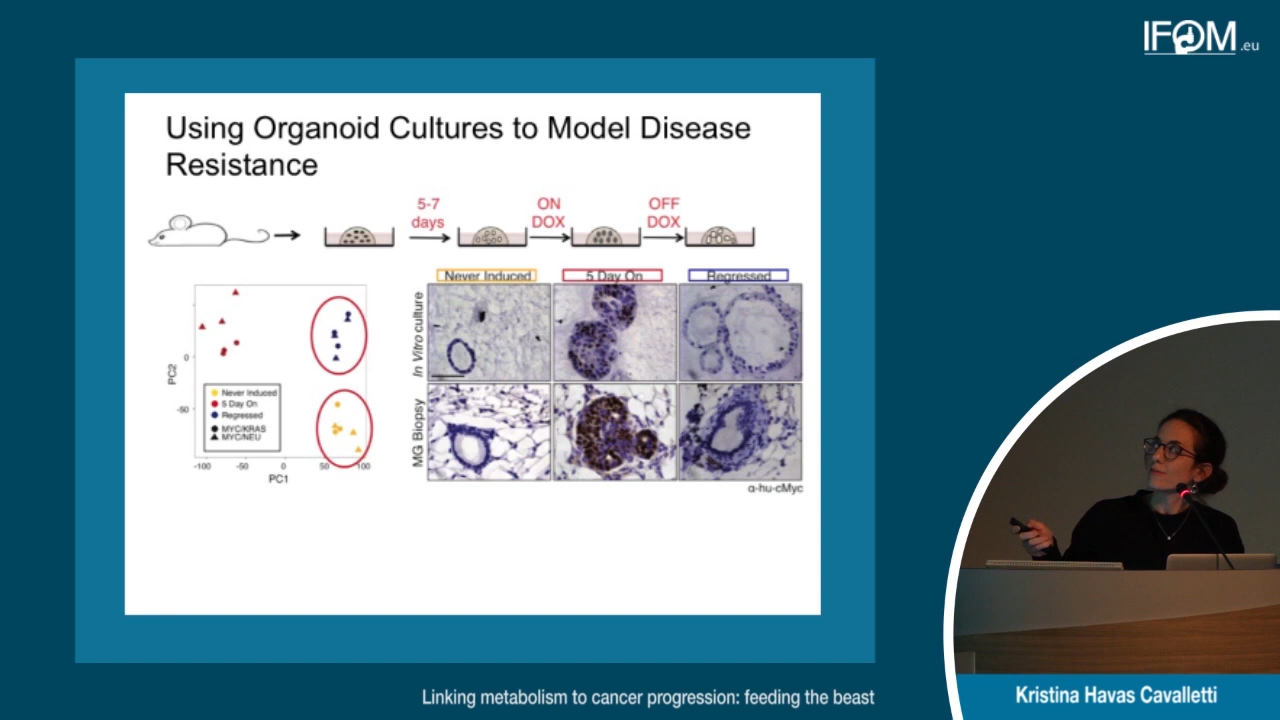 IFOM.eu
Using Organoid Cultures to Model Disease
Resistance
5-7
days
ON
DOX
OFF
DOX
Never Induced
5 Day On
Regressed
In Vitro culture
MG Biopsy
α-hu-cMyc
PC2
0
-50
Never Induced
5 Day On
Regressed
MYC/KRAS
MYC/NEU
-100
-50
0
50
100
PC1
Linking metabolism to cancer progression: feeding the beast
Kristina Havas Cavalletti